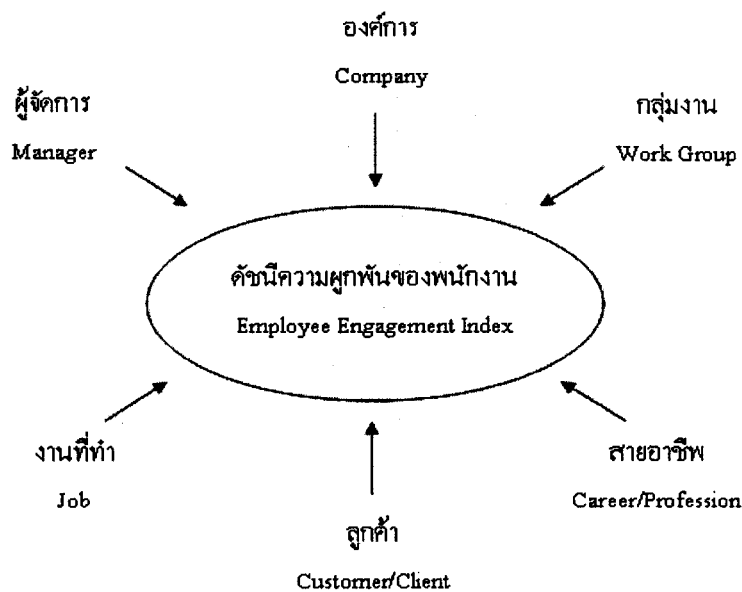 องค์การ
Company
ผู้จัดการ
Manager
กลุ่มงาน
Work Group
ดัชนีความผูกพันของพนักงาน
Employee Engagement Index
งานที่ทำ
Job
สายอาชีพ
Career/Profession
ลูกค้า
Customer/Client